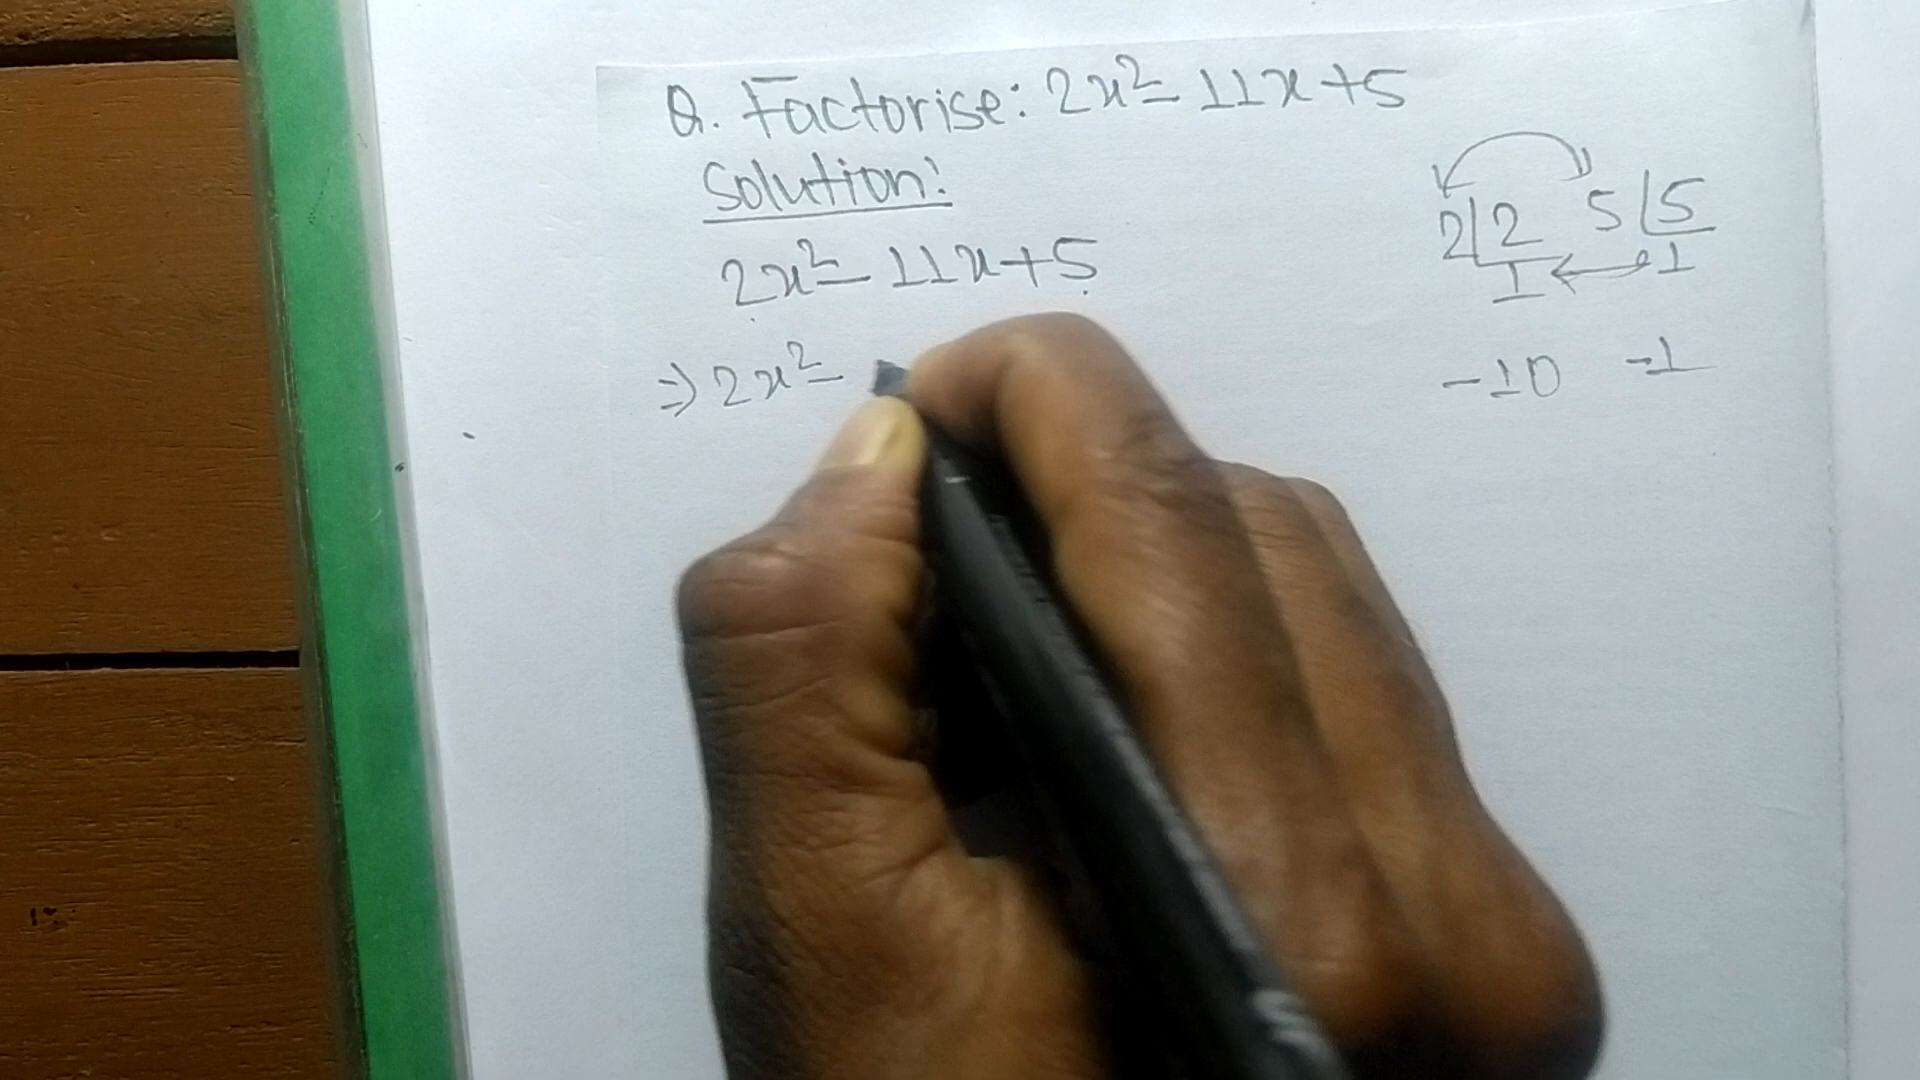 Q. Factorise: 2x² - 11x + 5
Solution:
2x² - 11x + 5
⇒ 2x² -
2|2 5|5
1 1
-10 -1